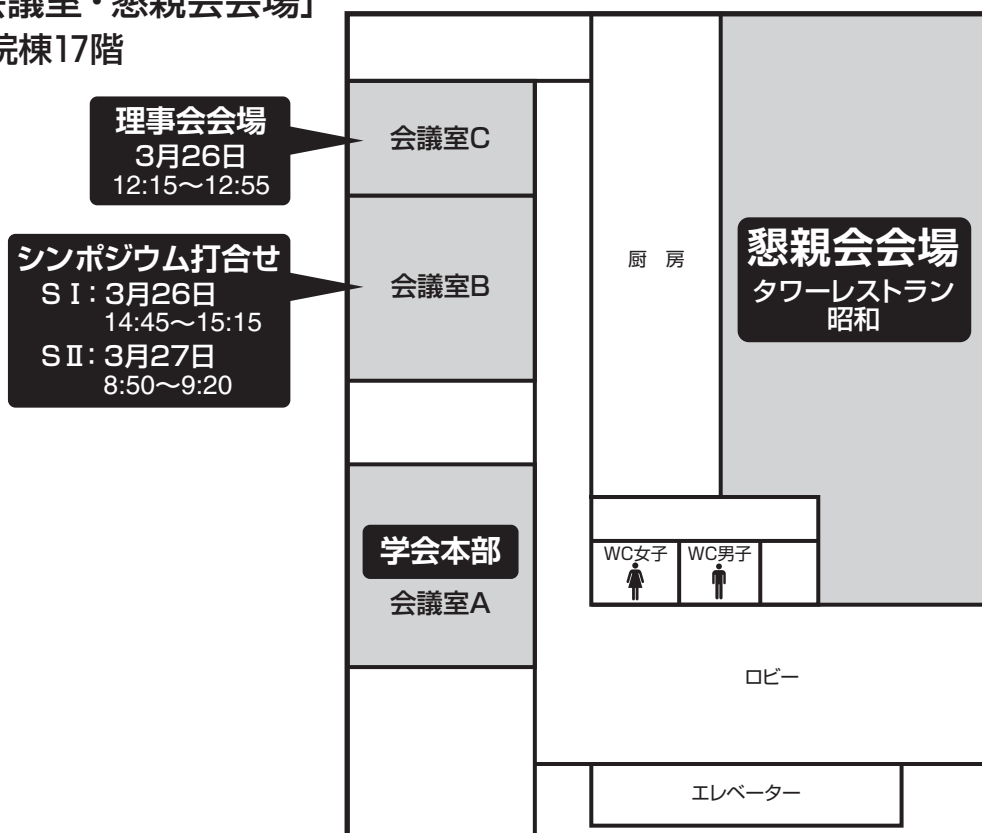 議室・懇親会会場」
棟17階
理事会会場
3月26日
12:15〜12:55
会議室C
シンポジウム打合せ
SⅠ：3月26日
14:45〜15:15
SⅡ：3月27日
8:50〜9:20
会議室B
厨 房
懇親会会場
タワーレストラン
昭和
学会本部
会議室A
WC女子
WC男子
ロビー
エレベーター